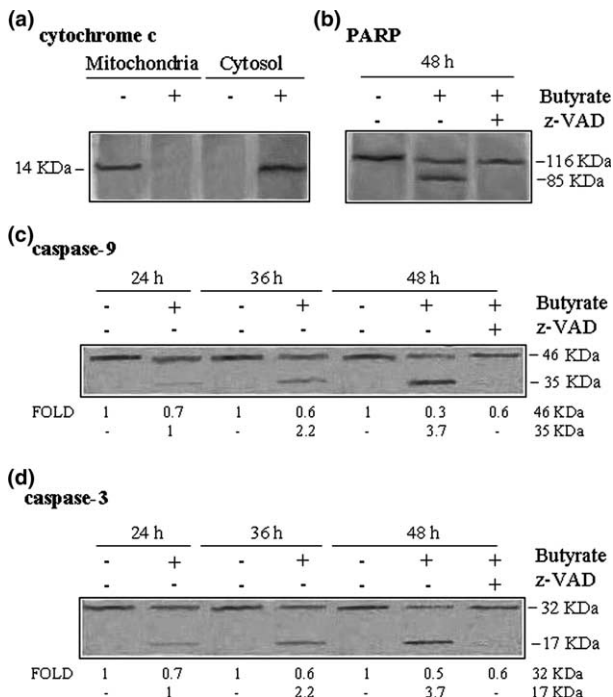 (a) cytochrome c
Mitochondria Cytosol
- + - +
14 KDa –
(b) PARP
48 h
- + + Butyrate
- - + z-VAD
–116 KDa
–85 KDa
(c) caspase-9
24 h 36 h 48 h
- + - + - + + Butyrate
- - - - - - + z-VAD
– 46 KDa
– 35 KDa
FOLD 1 0.7 1 0.6 1 0.3 0.6 46 KDa
- 1 - 2.2 - 3.7 - 35 KDa
(d) caspase-3
24 h 36 h 48 h
- + - + - + + Butyrate
- - - - - - + z-VAD
– 32 KDa
–17 KDa
FOLD 1 0.7 1 0.6 1 0.5 0.6 32 KDa
- 1 - 2.2 - 3.7 - 17 KDa